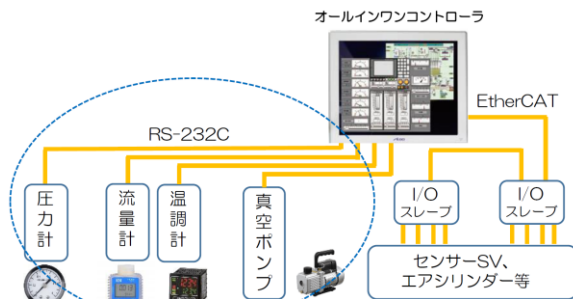 オールインワンコントローラ
EtherCAT
RS-232C
圧力計
流量計
温調計
真空ポンプ
I/O
スレーブ
I/O
スレーブ
センサーSV、
エアシリンダー等